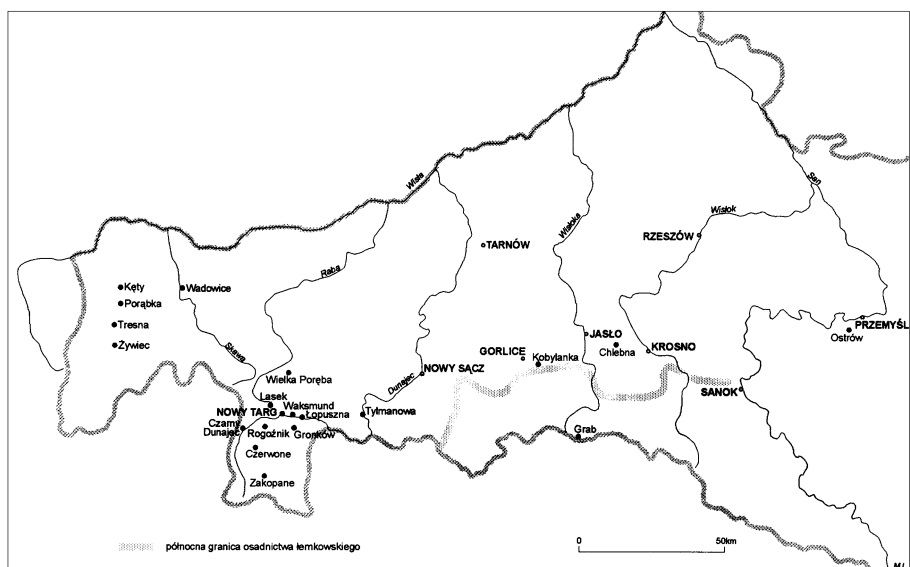 Wisła
San
Wisłok
Wisłoka
RZESZÓW
TARNÓW
Raba
Kęty
Wadowice
Porąbka
Tresna
Żywiec
Skawa
PRZEMYŚL
Ostrów
JASŁO
Chlebna
KROSNO
GORLICE
Kobylanka
NOWY SĄCZ
Dunajec
SANOK
Wielka Poręba
Lasek
Waksmund
NOWY TARG
Łopuszna
Tylmanowa
Czarny
Dunajec
Rogoźnik
Gronków
Grab
Czerwone
Zakopane
północna granica osadnictwa łemkowskiego
0
50km